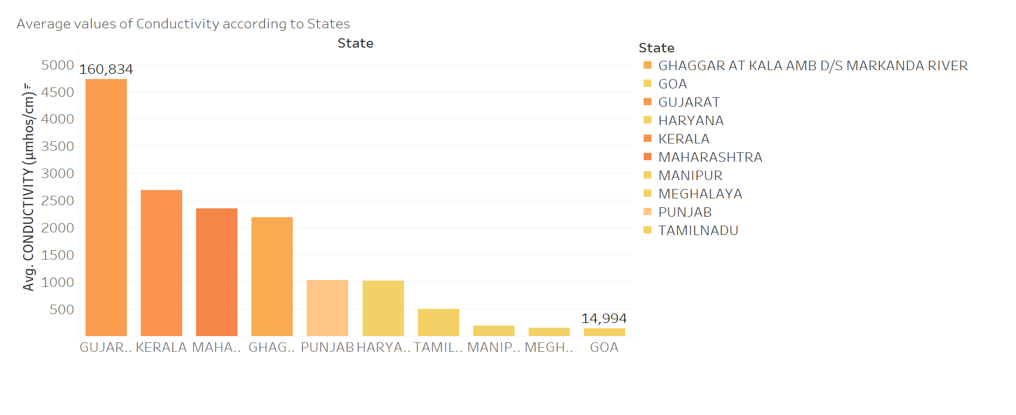 Average values of Conductivity according to States
State
Avg. CONDUCTIVITY (µmhos/cm)
5000
4500
4000
3500
3000
2500
2000
1500
1000
500
160,834
14,994
GUJAR.. KERALA MAHA.. GHAG.. PUNJAB HARYA.. TAMIL.. MANIP.. MEGH.. GOA
State
GHAGGAR AT KALA AMB D/S MARKANDA RIVER
GOA
GUJARAT
HARYANA
KERALA
MAHARASHTRA
MANIPUR
MEGHALAYA
PUNJAB
TAMILNADU